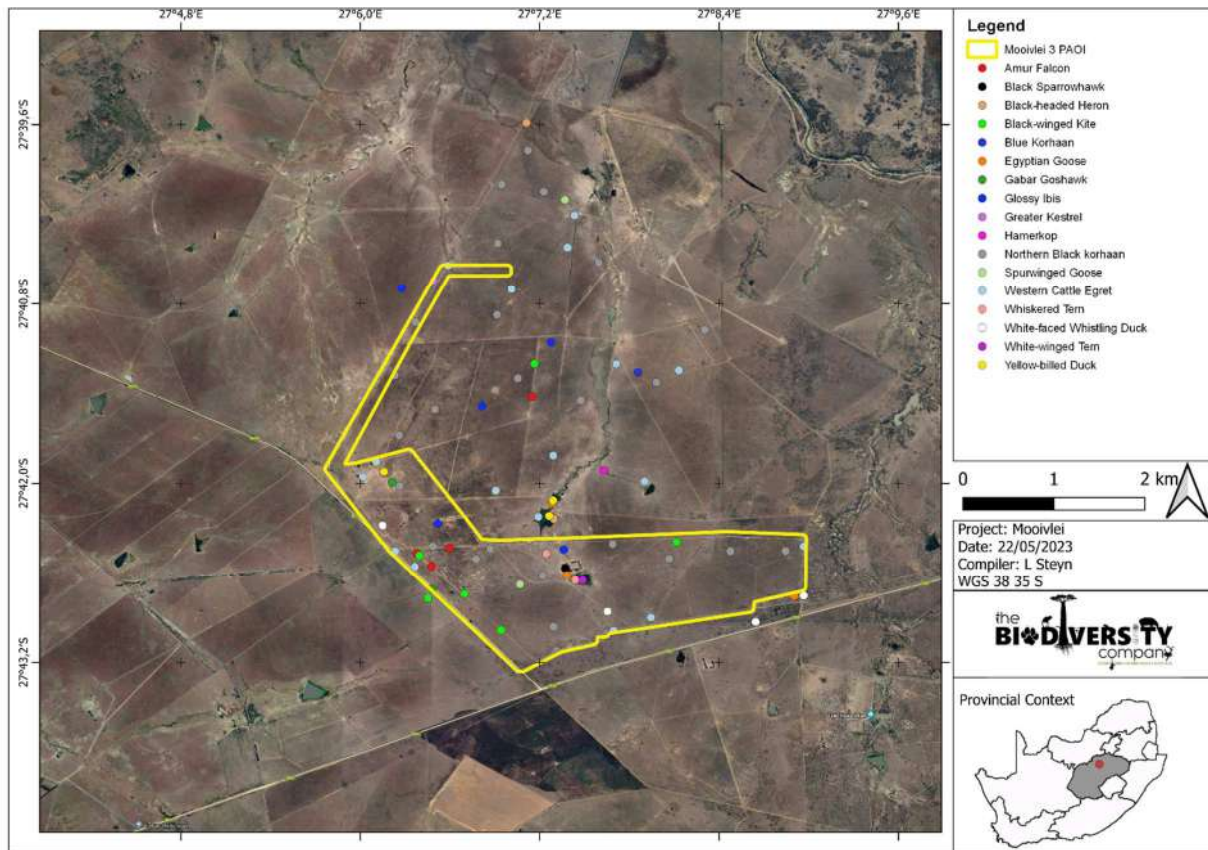 27°4,8'E 27°6,0'E 27°7,2'E 27°8,4'E 27°9,6'E
27°39,6'S
27°40,8'S
27°42,0'S
27°43,2'S
Legend
Mooivlei 3 PAOI
Amur Falcon
Black Sparrowhawk
Black-headed Heron
Black-winged Kite
Blue Korhaan
Egyptian Goose
Gabar Goshawk
Glossy Ibis
Greater Kestrel
Hamerkop
Northern Black korhaan
Spurwinged Goose
Western Cattle Egret
Whiskered Tern
White-faced Whistling Duck
White-winged Tern
Yellow-billed Duck
0 1 2 km
Project: Mooivlei
Date: 22/05/2023
Compiler: L Steyn
WGS 38 35 S
the
BIODIVERSITY
company
Provincial Context